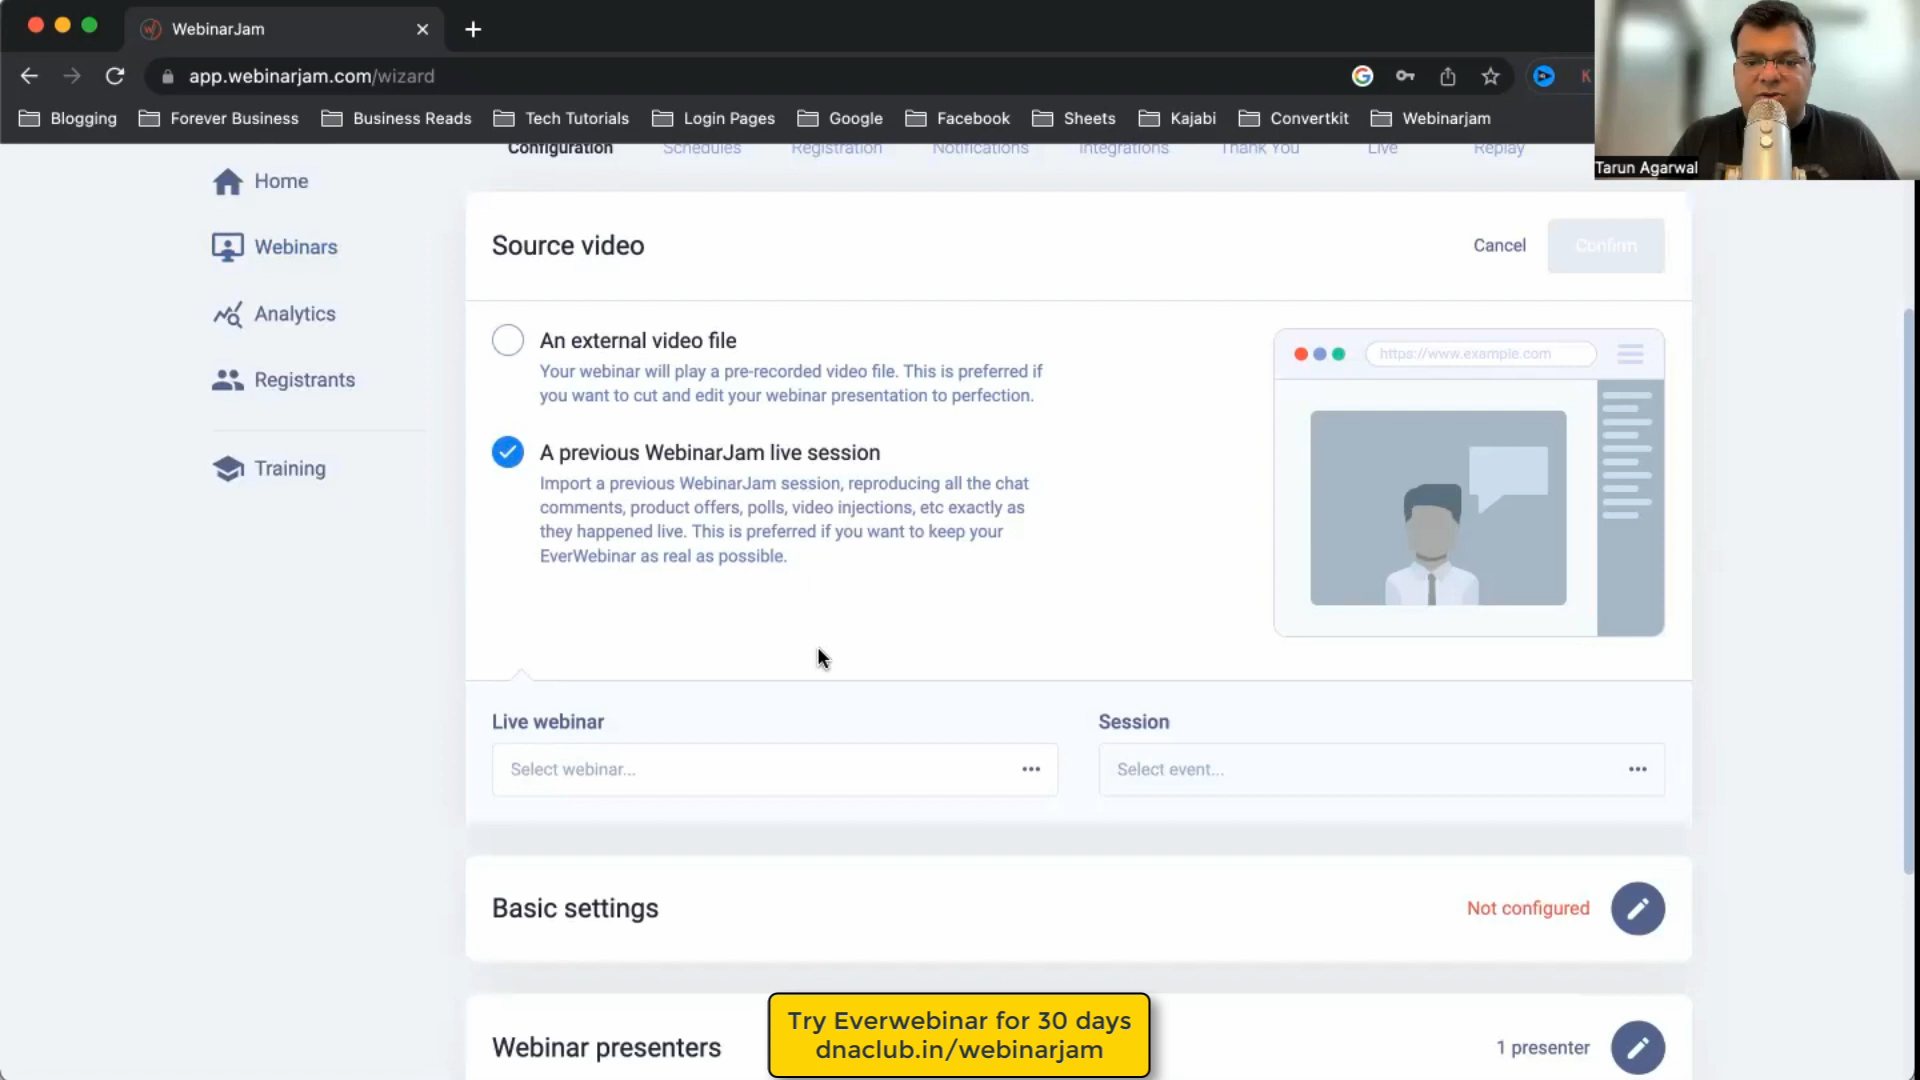 WebinarJam
app.webinarjam.com/wizard
Blogging
Forever Business
Business Reads
Tech Tutorials
Login Pages
Google
Facebook
Sheets
Kajabi
Convertkit
Webinarjam
Tarun Agarwal
Configuration
Schedules
Registration
Notifications
Integrations
Thank You
Live
Replay
Home
Webinars
Analytics
Registrants
Training
Source video
Cancel
Confirm
An external video file
Your webinar will play a pre-recorded video file. This is preferred if
you want to cut and edit your webinar presentation to perfection.
https://www.example.com
A previous WebinarJam live session
Import a previous WebinarJam session, reproducing all the chat
comments, product offers, polls, video injections, etc exactly as
they happened live. This is preferred if you want to keep your
EverWebinar as real as possible.
Live webinar
Select webinar...
Session
Select event...
Basic settings
Not configured
Webinar presenters
1 presenter
Try Everwebinar for 30 days
dnaclub.in/webinarjam